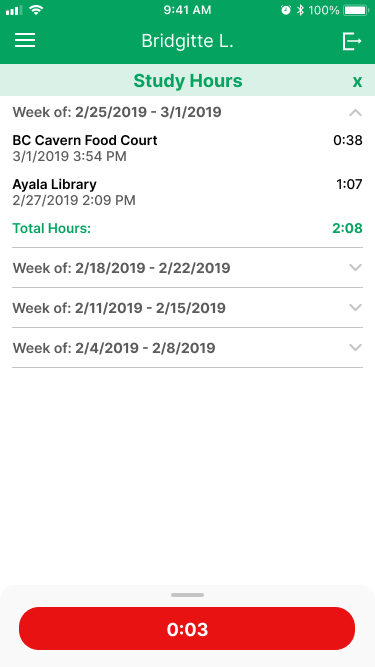 9:41 AM 100%
Bridgitte L.
Study Hours x
Week of: 2/25/2019 - 3/1/2019
BC Cavern Food Court 0:38
3/1/2019 3:54 PM
Ayala Library 1:07
2/27/2019 2:09 PM
Total Hours: 2:08
Week of: 2/18/2019 - 2/22/2019
Week of: 2/11/2019 - 2/15/2019
Week of: 2/4/2019 - 2/8/2019
0:03